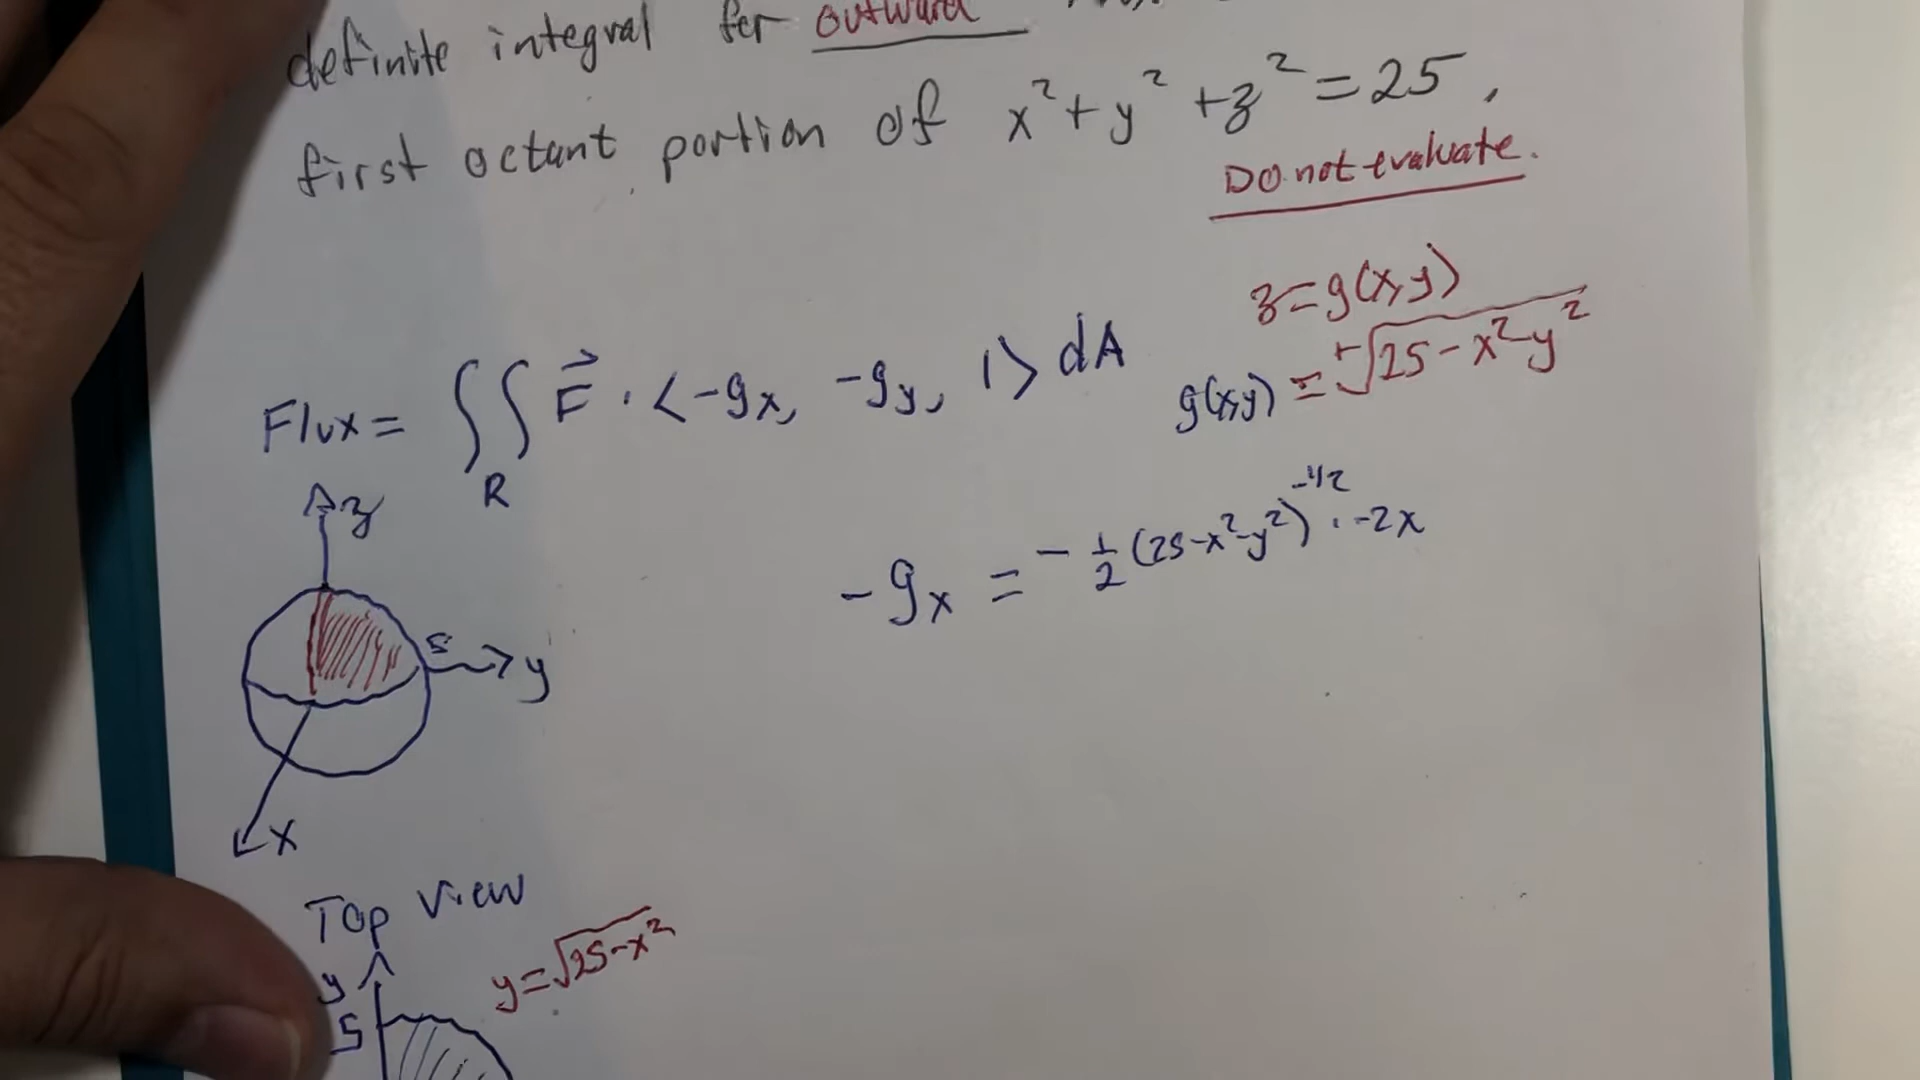 definite integral for outward
first octant portion of x²+y²+z²=25,
Do not evaluate.
z=g(x,y)
g(x,y) = +√(25-x²-y²)
Flux = ∬ F⃗ · <-gx, -gy, 1> dA
R
-gx = -½(25-x²-y²)^(-1/2) · -2x
z
5
y
x
Top View
y=√(25-x²)
y
5